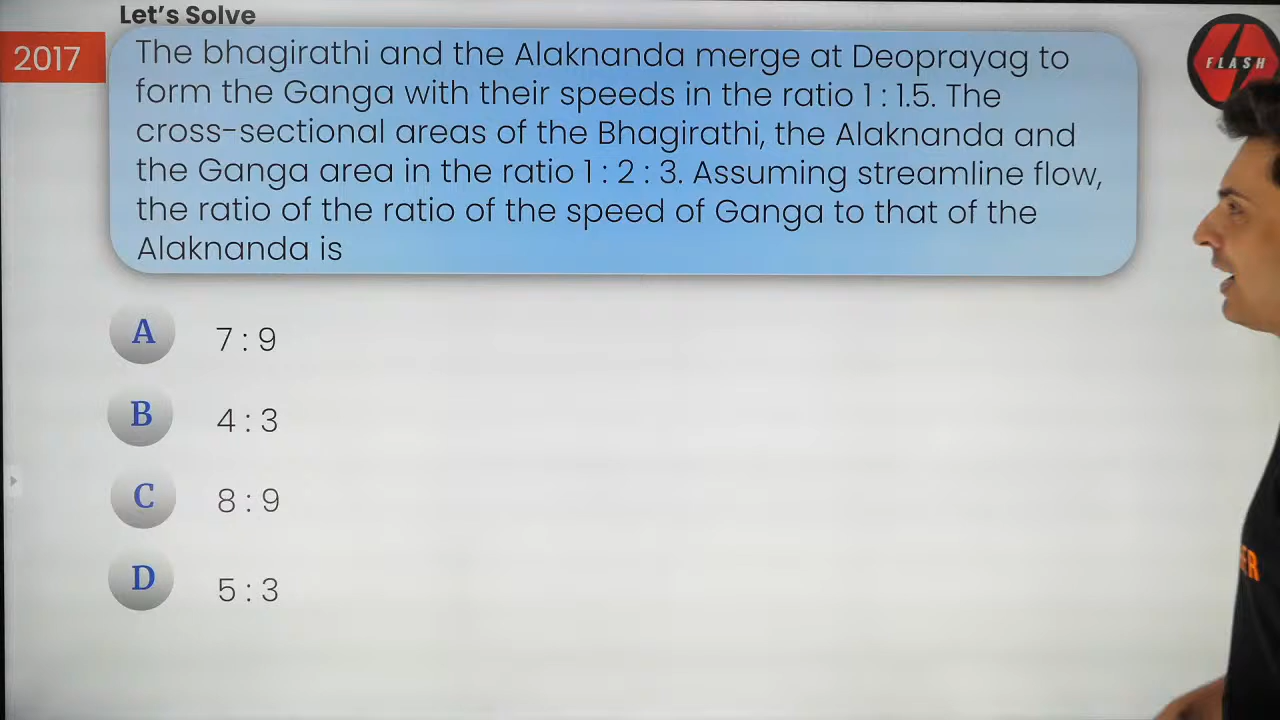 Let's Solve
2017
The bhagirathi and the Alaknanda merge at Deoprayag to
form the Ganga with their speeds in the ratio 1 : 1.5. The
cross-sectional areas of the Bhagirathi, the Alaknanda and
the Ganga area in the ratio 1 : 2 : 3. Assuming streamline flow,
the ratio of the ratio of the speed of Ganga to that of the
Alaknanda is
FLASH
A 7 : 9
B 4 : 3
C 8 : 9
D 5 : 3
ER